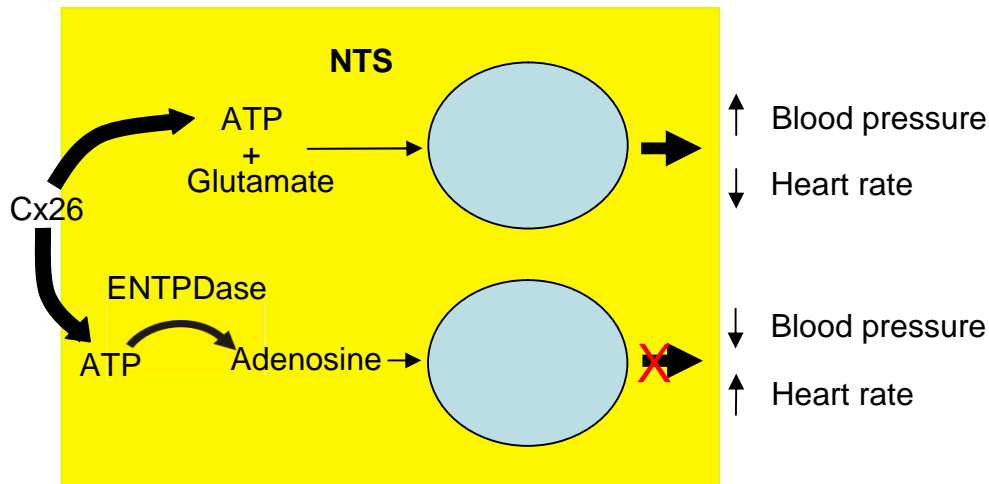 NTS
ATP
+
Glutamate
Blood pressure
Heart rate
Cx26
ENTPDase
ATP
Adenosine
X
Blood pressure
Heart rate